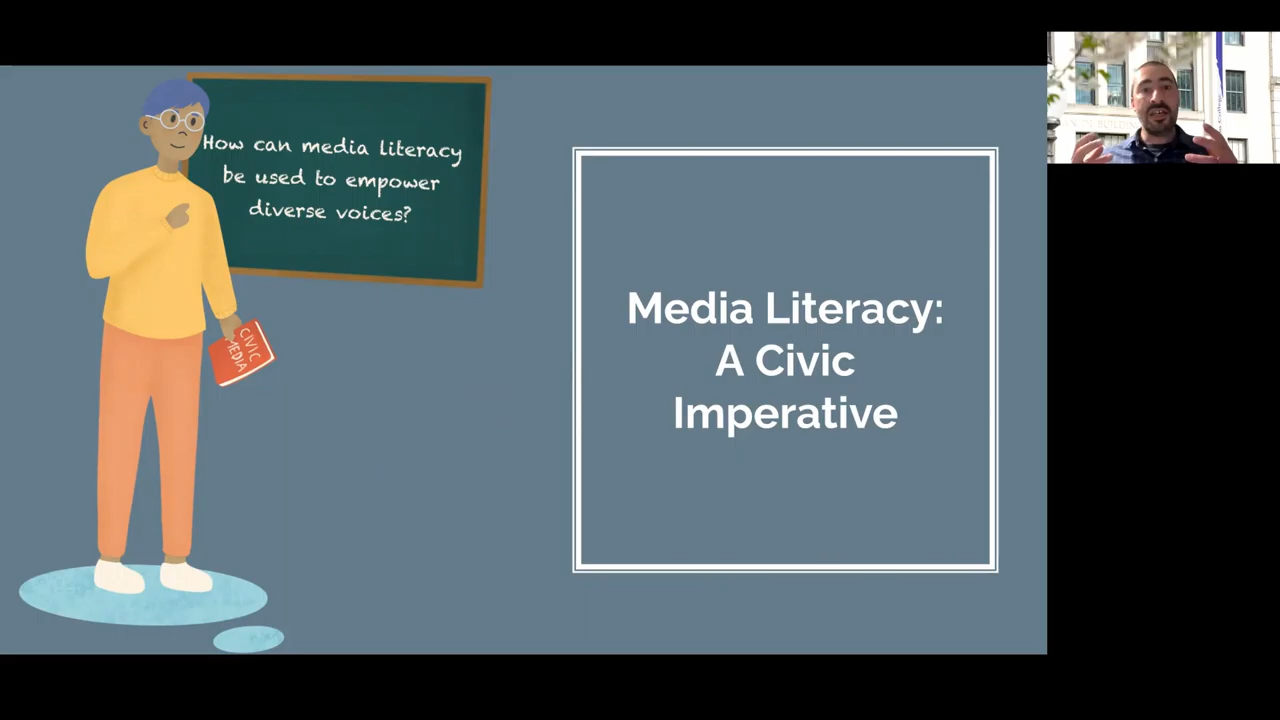 How can media literacy
be used to empower
diverse voices?
CIVIC
MEDIA
Media Literacy:
A Civic
Imperative